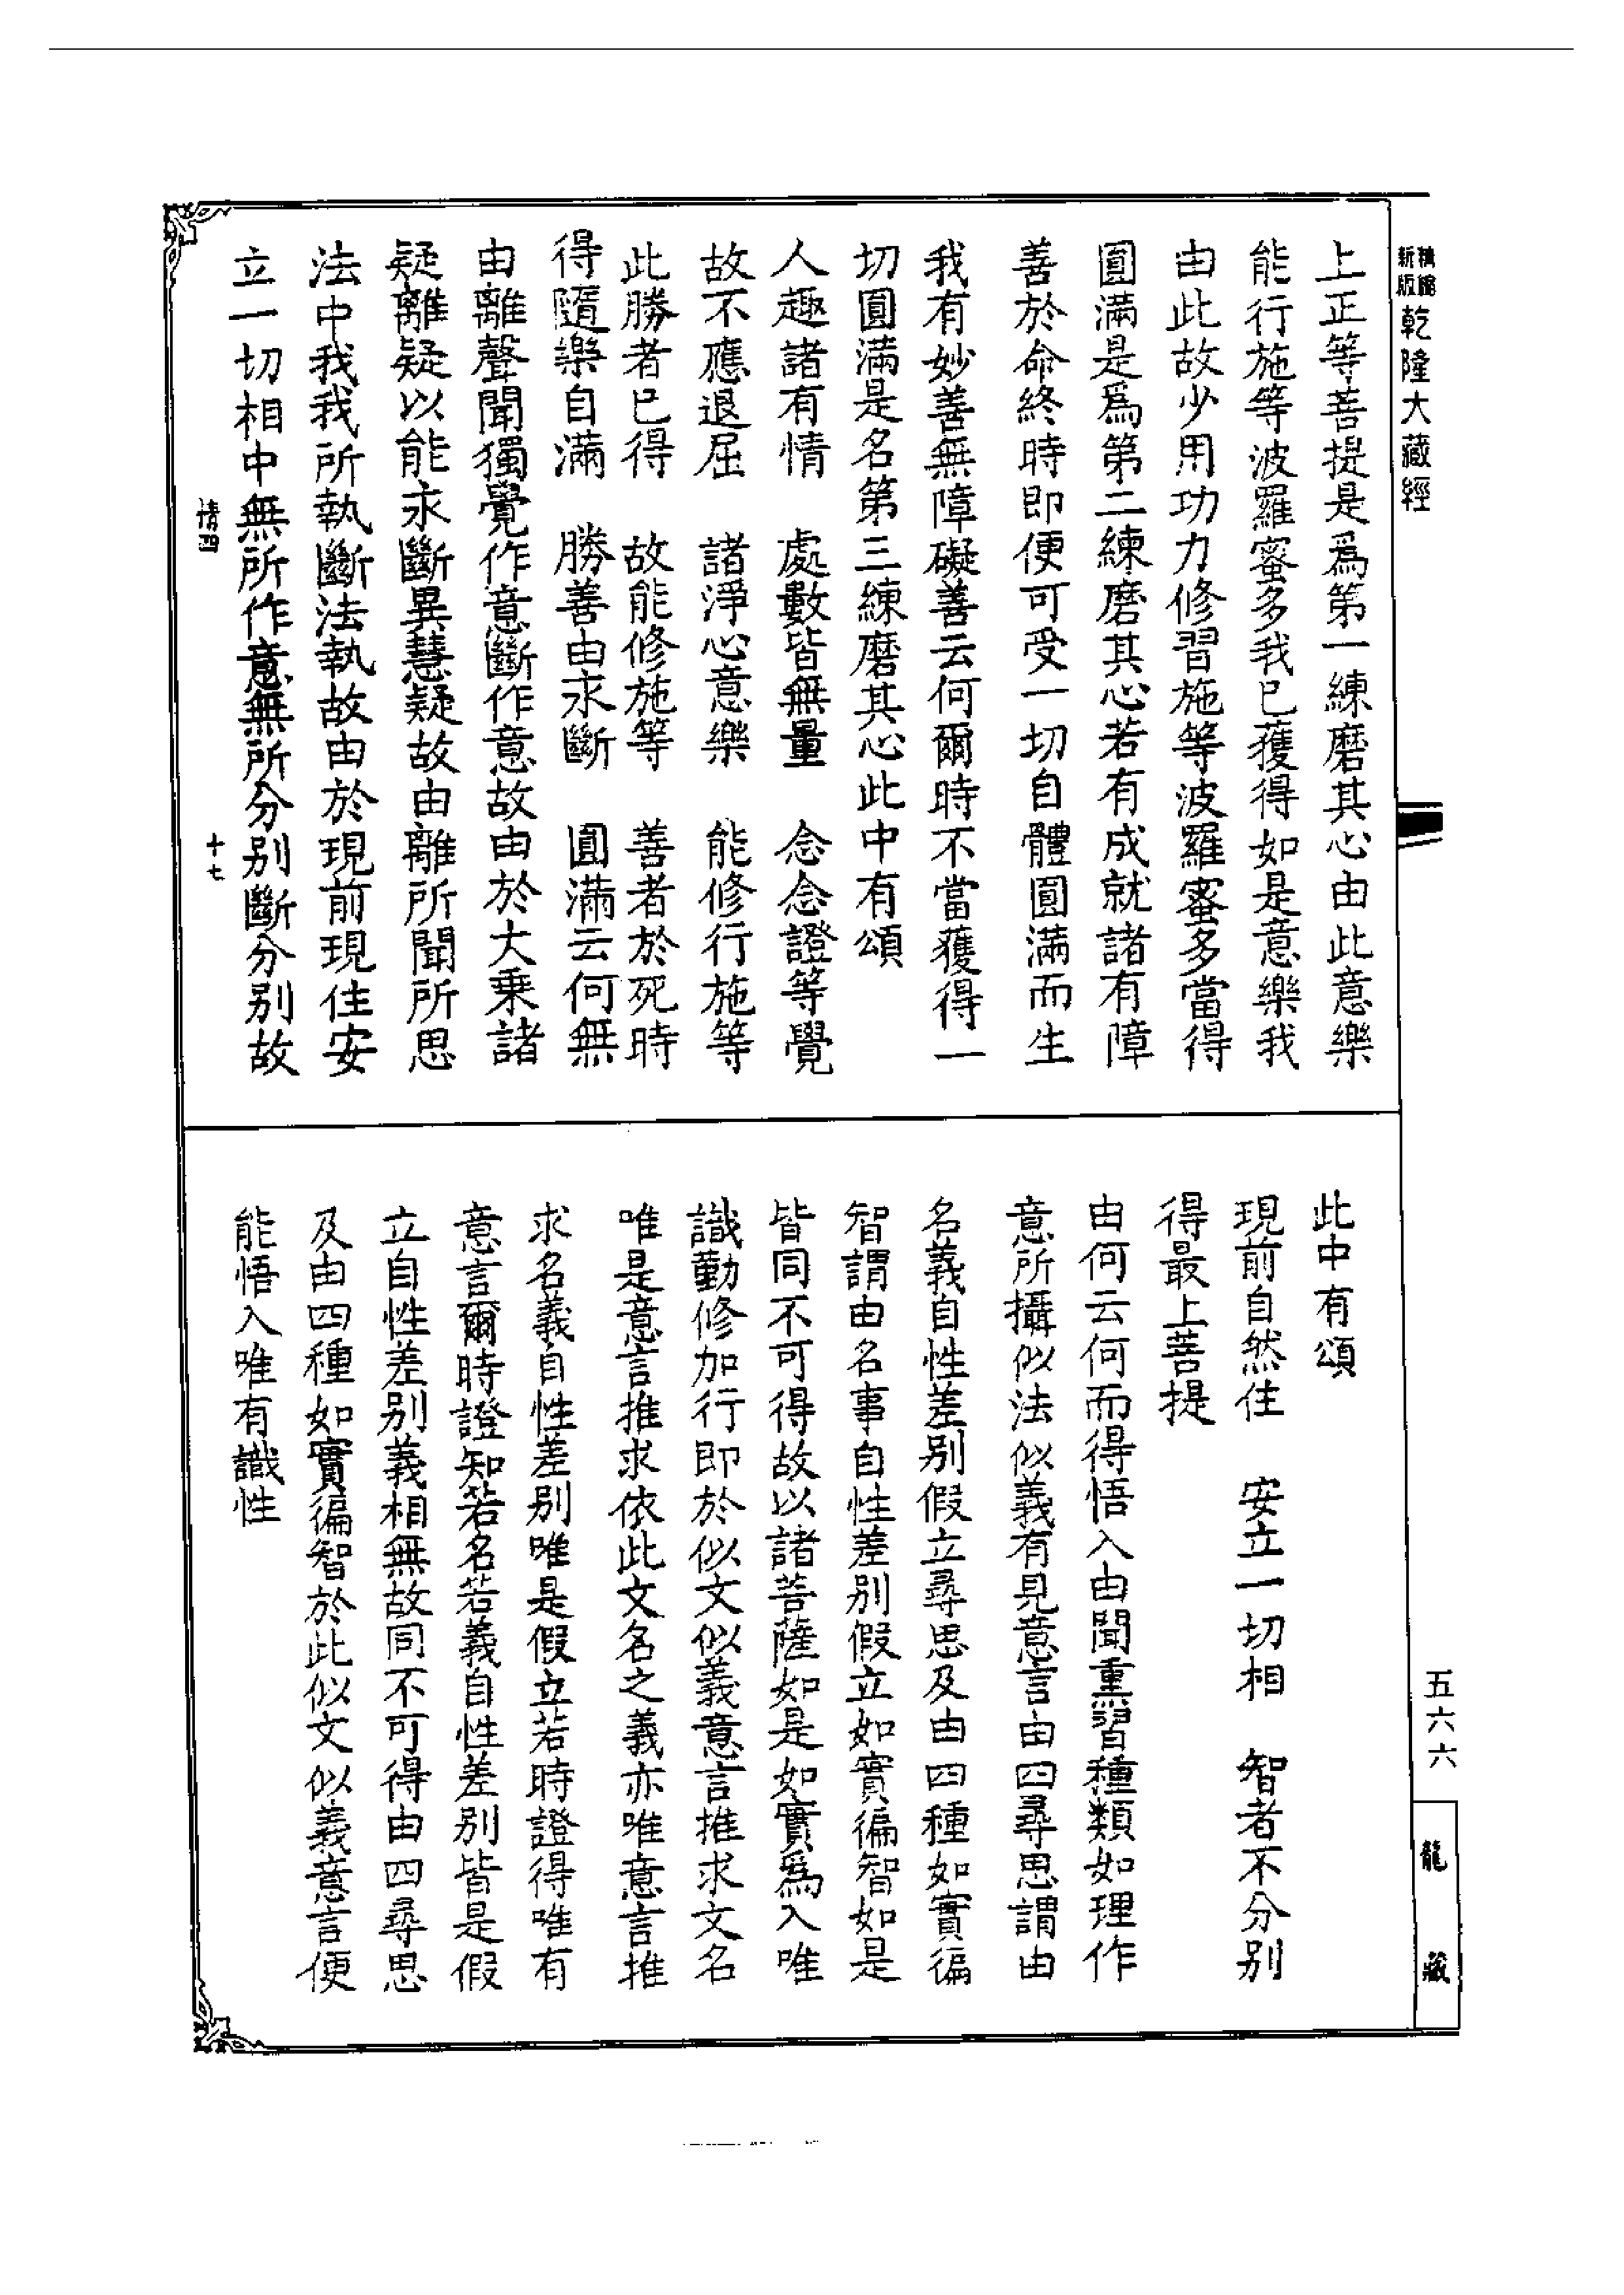 精縮新版乾隆大藏經
上正等菩提是爲第一練磨其心由此意樂
能行施等波羅蜜多我已獲得如是意樂我
由此故少用功力修習施等波羅蜜多當得
圓滿是爲第二練磨其心若有成就諸有障
善於命終時即便可受一切自體圓滿而生
我有妙善無障礙善云何爾時不當獲得一
切圓滿是名第三練磨其心此中有頌
人趣諸有情　處數皆無量　念念證等覺
故不應退屈　諸淨心意樂　能修行施等
此勝者已得　故能修施等　善者於死時
得隨樂自滿　勝善由永斷　圓滿云何無
由離聲聞獨覺作意斷作意故由於大乘諸
疑離疑以能永斷異慧疑故由離所聞所思
法中我我所執斷法執故由於現前現住安
立一切相中無所作意無所分别斷分别故
情四　十七
此中有頌
現前自然住　安立一切相　智者不分别
得最上菩提
由何云何而得悟入由聞熏習種類如理作
意所攝似法似義有見意言由四尋思謂由
名義自性差别假立尋思及由四種如實徧
智謂由名事自性差别假立如實徧智如是
皆同不可得故以諸菩薩如是如實爲入唯
識勤修加行即於似文似義意言推求文名
唯是意言推求依此文名之義亦唯意言推
求名義自性差别唯是假立若時證得唯有
意言爾時證知若名若義自性差别皆是假
立自性差别義相無故同不可得由四尋思
及由四種如實徧智於此似文似義意言便
能悟入唯有識性
五六六
龍藏